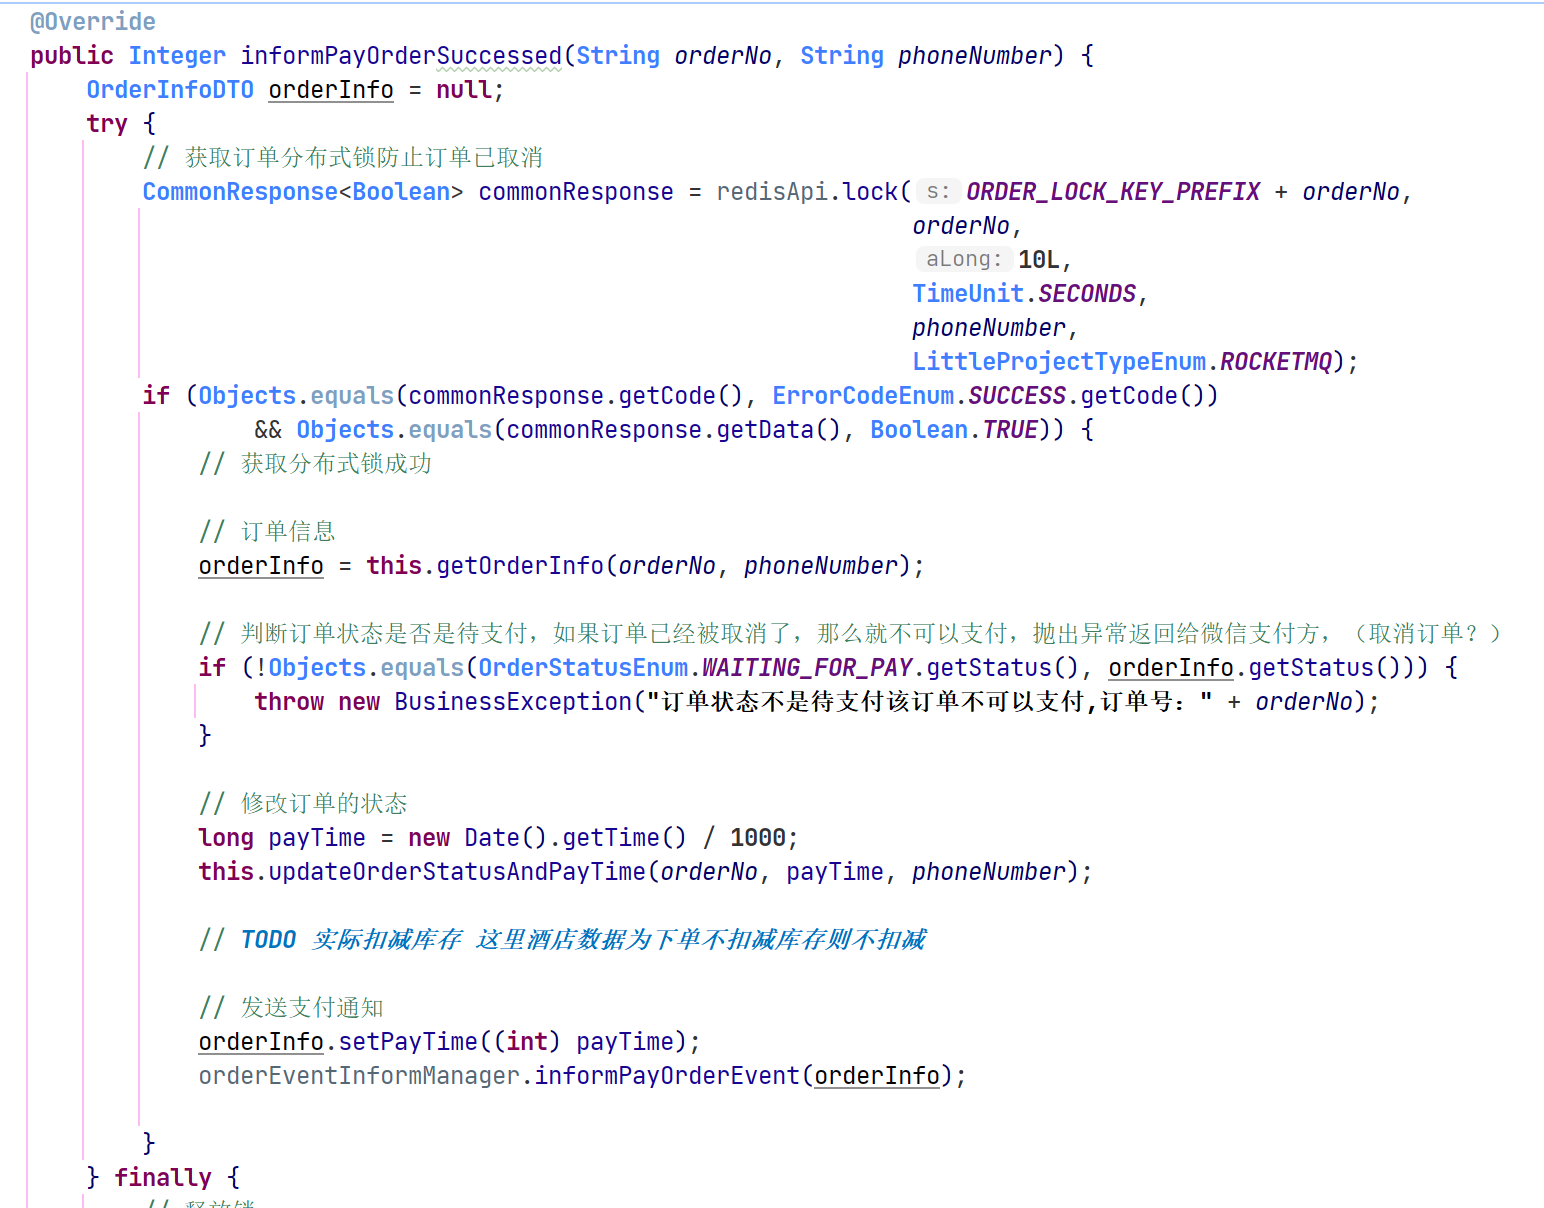 @Override
public Integer informPayOrderSuccessed(String orderNo, String phoneNumber) {
OrderInfoDTO orderInfo = null;
try {
// 获取订单分布式锁防止订单已取消
CommonResponse<Boolean> commonResponse = redisApi.lock( s: ORDER_LOCK_KEY_PREFIX + orderNo,
orderNo,
aLong: 10L,
TimeUnit.SECONDS,
phoneNumber,
LittleProjectTypeEnum.ROCKETMQ);
if (Objects.equals(commonResponse.getCode(), ErrorCodeEnum.SUCCESS.getCode())
&& Objects.equals(commonResponse.getData(), Boolean.TRUE)) {
// 获取分布式锁成功
// 订单信息
orderInfo = this.getOrderInfo(orderNo, phoneNumber);
// 判断订单状态是否是待支付，如果订单已经被取消了，那么就不可以支付，抛出异常返回给微信支付方，（取消订单？）
if (!Objects.equals(OrderStatusEnum.WAITING_FOR_PAY.getStatus(), orderInfo.getStatus())) {
throw new BusinessException("订单状态不是待支付该订单不可以支付,订单号：" + orderNo);
}
// 修改订单的状态
long payTime = new Date().getTime() / 1000;
this.updateOrderStatusAndPayTime(orderNo, payTime, phoneNumber);
// TODO 实际扣减库存 这里酒店数据为下单不扣减库存则不扣减
// 发送支付通知
orderInfo.setPayTime((int) payTime);
orderEventInformManager.informPayOrderEvent(orderInfo);
}
} finally {